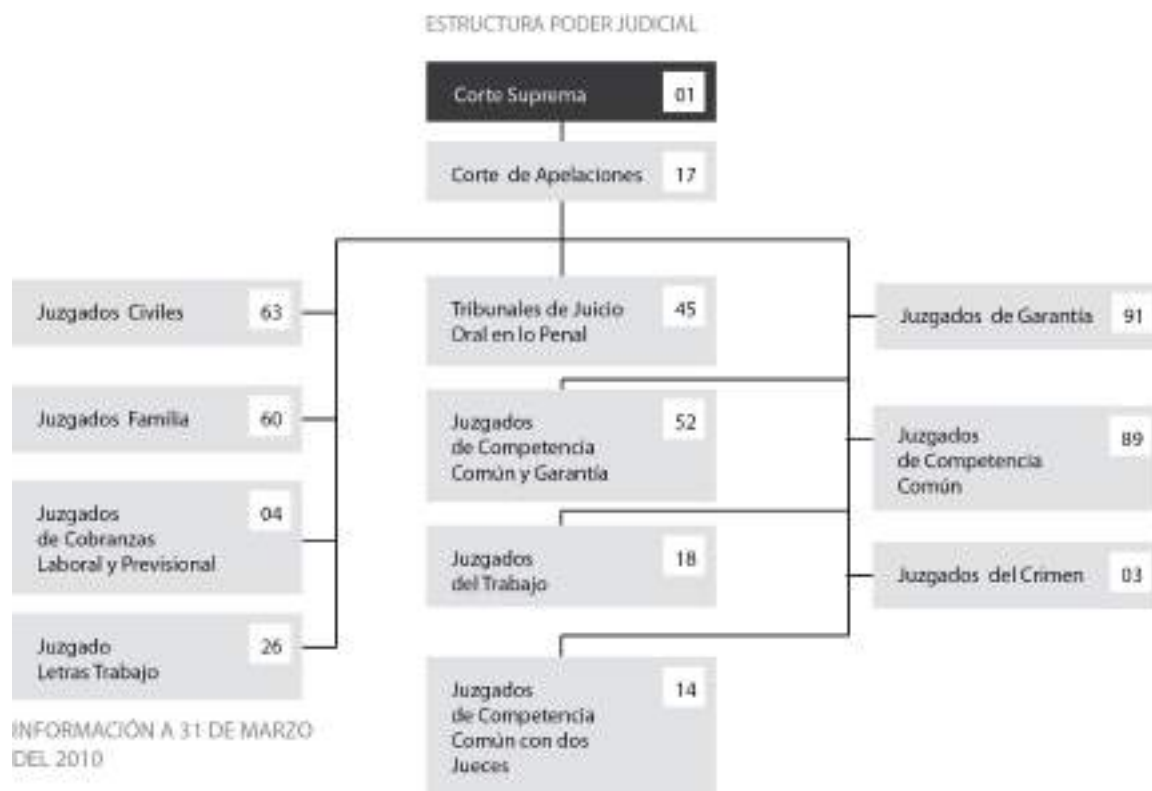 ESTRUCTURA PODER JUDICIAL
Corte Suprema 01
Corte de Apelaciones 17
Juzgados Civiles 63
Juzgados Familia 60
Juzgados
de Cobranzas
Laboral y Previsional 04
Juzgado
Letras Trabajo 26
Tribunales de Juicio
Oral en lo Penal 45
Juzgados
de Competencia
Común y Garantía 52
Juzgados
del Trabajo 18
Juzgados
de Competencia
Común con dos
Jueces 14
Juzgados de Garantía 91
Juzgados
de Competencia
Común 89
Juzgados del Crimen 03
INFORMACIÓN A 31 DE MARZO
DEL 2010